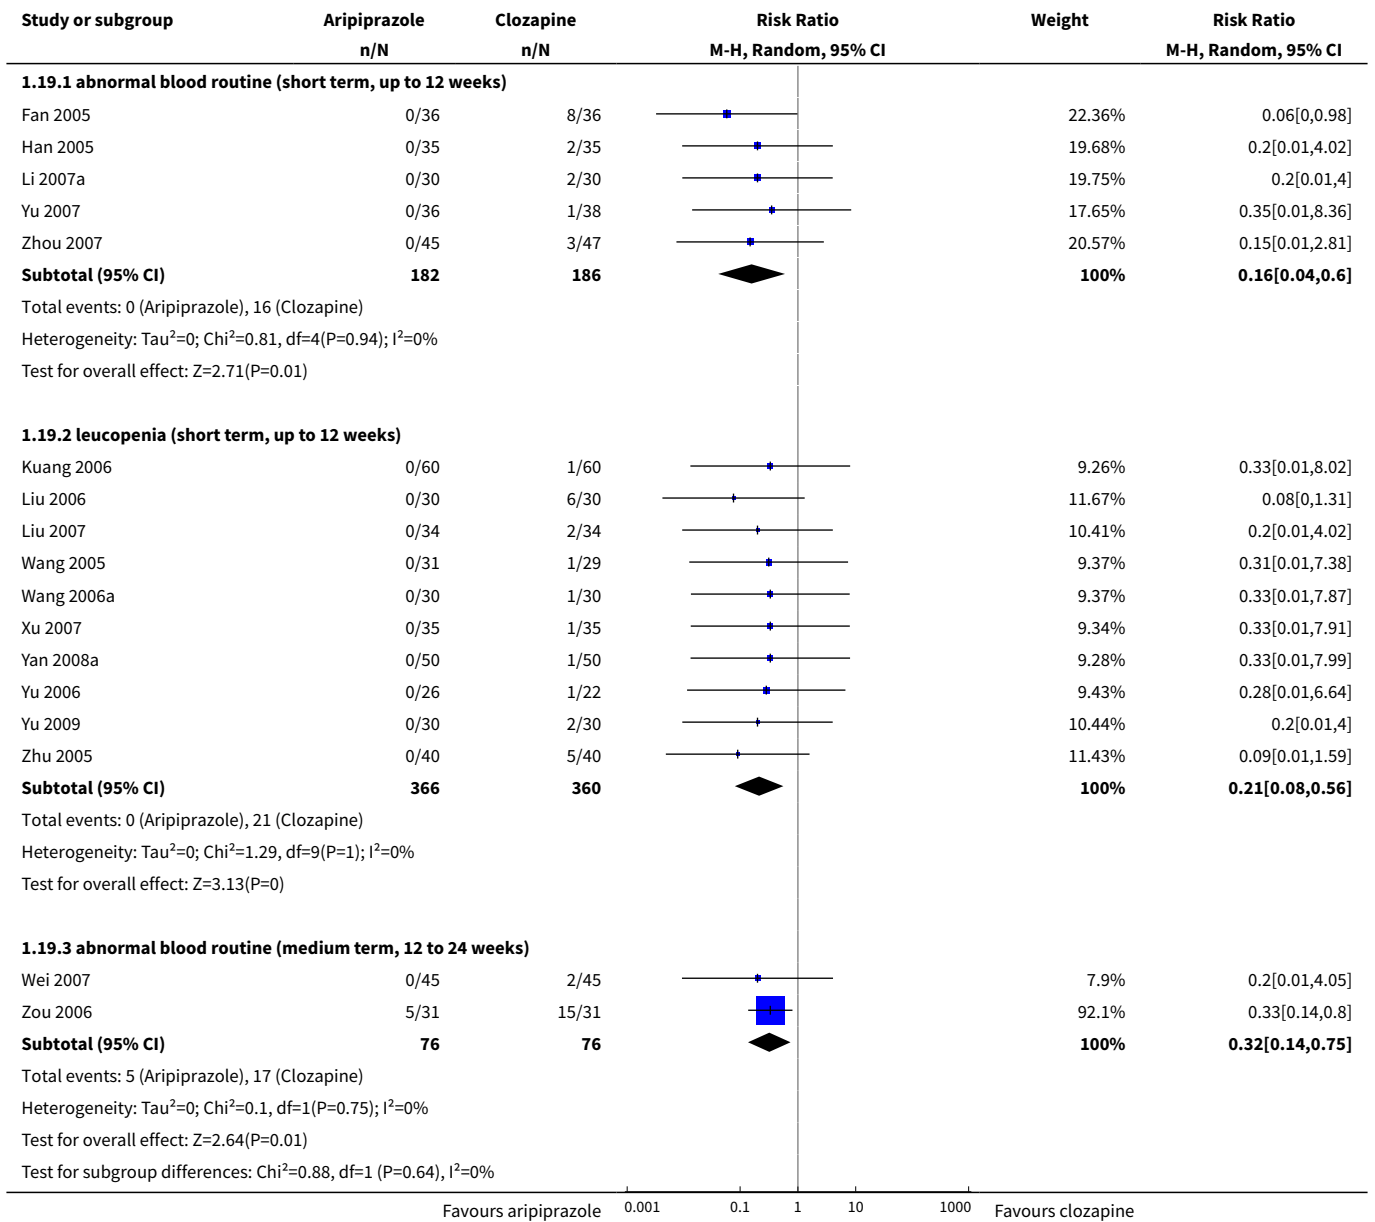 Study or subgroup Aripiprazole Clozapine Risk Ratio Weight Risk Ratio
n/N n/N M-H, Random, 95% CI M-H, Random, 95% CI
1.19.1 abnormal blood routine (short term, up to 12 weeks)
Fan 2005 0/36 8/36 22.36% 0.06[0,0.98]
Han 2005 0/35 2/35 19.68% 0.2[0.01,4.02]
Li 2007a 0/30 2/30 19.75% 0.2[0.01,4]
Yu 2007 0/36 1/38 17.65% 0.35[0.01,8.36]
Zhou 2007 0/45 3/47 20.57% 0.15[0.01,2.81]
Subtotal (95% CI) 182 186 100% 0.16[0.04,0.6]
Total events: 0 (Aripiprazole), 16 (Clozapine)
Heterogeneity: Tau²=0; Chi²=0.81, df=4(P=0.94); I²=0%
Test for overall effect: Z=2.71(P=0.01)
1.19.2 leucopenia (short term, up to 12 weeks)
Kuang 2006 0/60 1/60 9.26% 0.33[0.01,8.02]
Liu 2006 0/30 6/30 11.67% 0.08[0,1.31]
Liu 2007 0/34 2/34 10.41% 0.2[0.01,4.02]
Wang 2005 0/31 1/29 9.37% 0.31[0.01,7.38]
Wang 2006a 0/30 1/30 9.37% 0.33[0.01,7.87]
Xu 2007 0/35 1/35 9.34% 0.33[0.01,7.91]
Yan 2008a 0/50 1/50 9.28% 0.33[0.01,7.99]
Yu 2006 0/26 1/22 9.43% 0.28[0.01,6.64]
Yu 2009 0/30 2/30 10.44% 0.2[0.01,4]
Zhu 2005 0/40 5/40 11.43% 0.09[0.01,1.59]
Subtotal (95% CI) 366 360 100% 0.21[0.08,0.56]
Total events: 0 (Aripiprazole), 21 (Clozapine)
Heterogeneity: Tau²=0; Chi²=1.29, df=9(P=1); I²=0%
Test for overall effect: Z=3.13(P=0)
1.19.3 abnormal blood routine (medium term, 12 to 24 weeks)
Wei 2007 0/45 2/45 7.9% 0.2[0.01,4.05]
Zou 2006 5/31 15/31 92.1% 0.33[0.14,0.8]
Subtotal (95% CI) 76 76 100% 0.32[0.14,0.75]
Total events: 5 (Aripiprazole), 17 (Clozapine)
Heterogeneity: Tau²=0; Chi²=0.1, df=1(P=0.75); I²=0%
Test for overall effect: Z=2.64(P=0.01)
Test for subgroup differences: Chi²=0.88, df=1 (P=0.64), I²=0%
Favours aripiprazole 0.001 0.1 1 10 1000 Favours clozapine